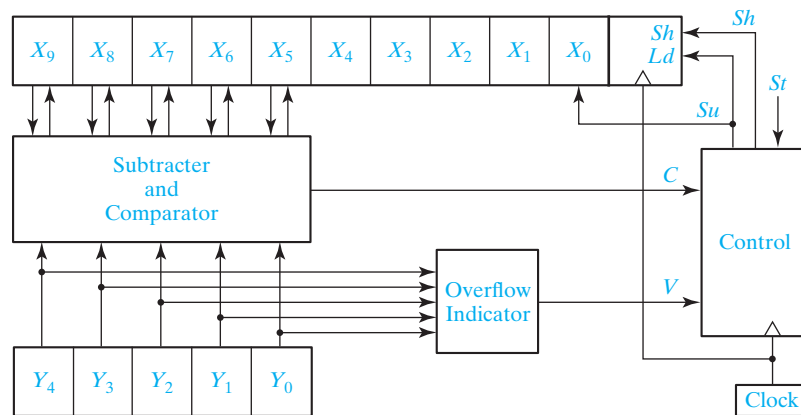 X₉ X₈ X₇ X₆ X₅ X₄ X₃ X₂ X₁ X₀
Sh
Ld
Sh
St
Su
Subtracter
and
Comparator
C
Control
Overflow
Indicator
V
Y₄ Y₃ Y₂ Y₁ Y₀
Clock